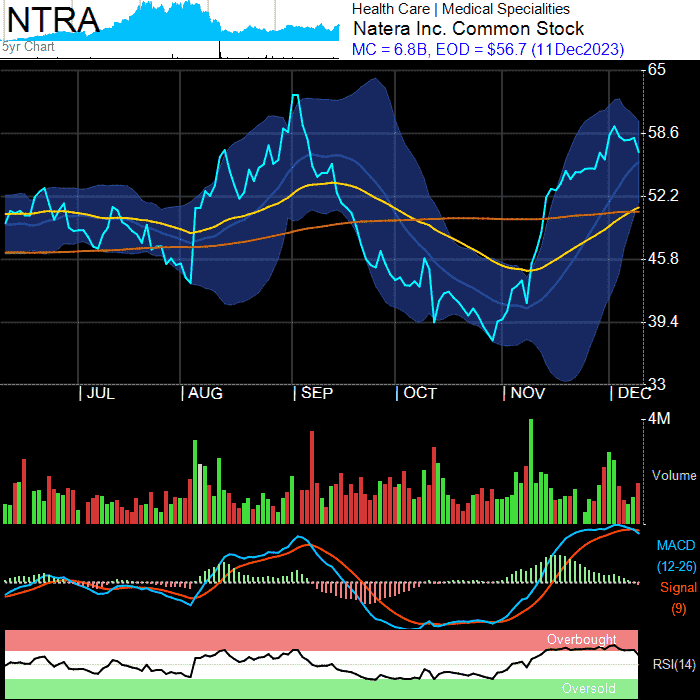 NTRA
5yr Chart
Health Care | Medical Specialities
Natera Inc. Common Stock
MC = 6.8B, EOD = $56.7 (11Dec2023)
65
58.6
52.2
45.8
39.4
33
JUL AUG SEP OCT NOV DEC
4M
Volume
MACD
(12-26)
Signal
(9)
Overbought
RSI(14)
Oversold